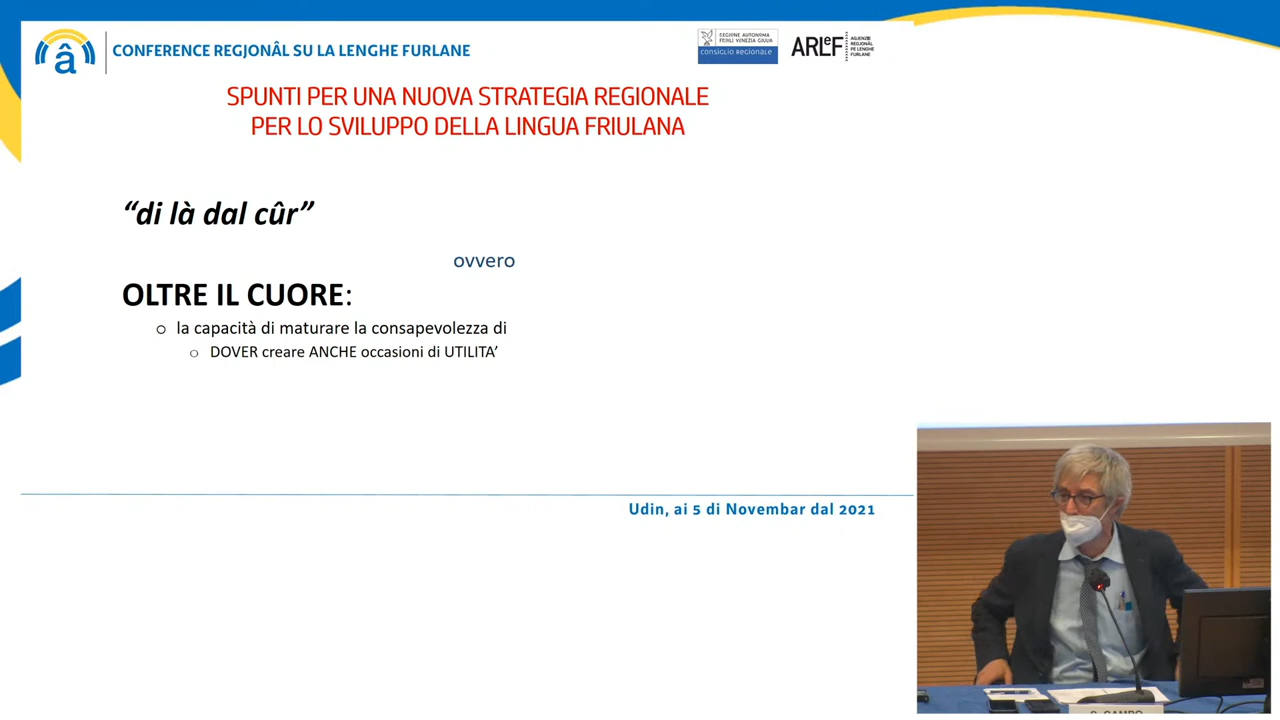 â
CONFERENCE REGJONÂL SU LA LENGHE FURLANE
REGIONE AUTONOMA
FRIULI VENEZIA GIULIA
CONSIGLIO REGIONALE
ARLeF
AGJENZIE
REGJONÂL
PE LENGHE
FURLANE
SPUNTI PER UNA NUOVA STRATEGIA REGIONALE
PER LO SVILUPPO DELLA LINGUA FRIULANA
“di là dal cûr”
ovvero
OLTRE IL CUORE:
o la capacità di maturare la consapevolezza di
o DOVER creare ANCHE occasioni di UTILITA’
Udin, ai 5 di Novembar dal 2021